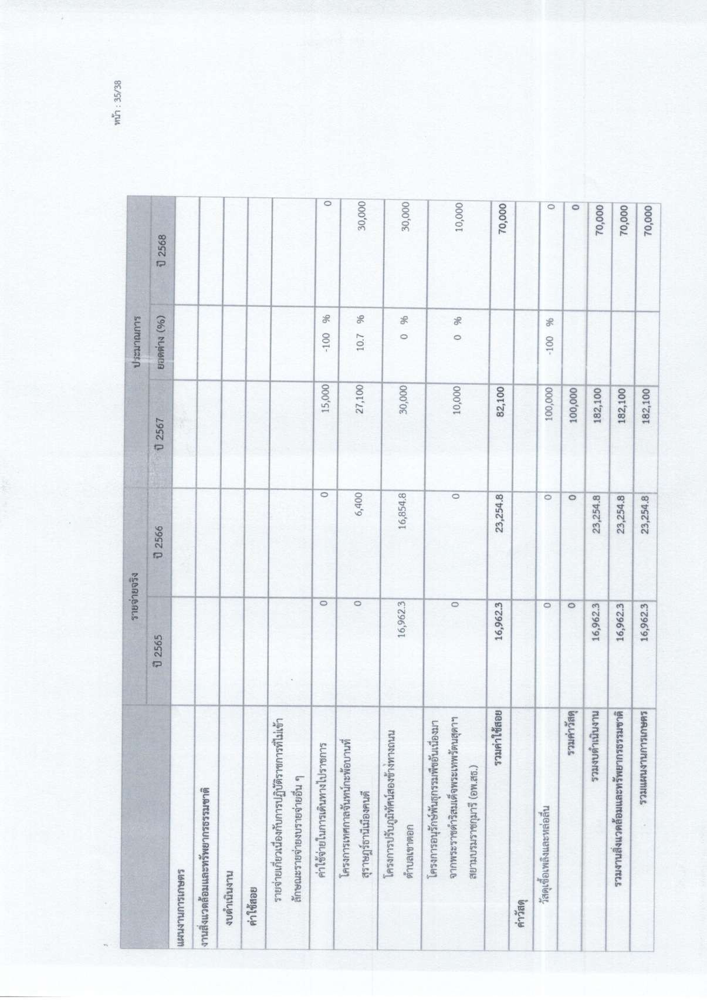 หน้า : 35/38
รายจ่ายจริง ประมาณการ
ปี 2565 ปี 2566 ปี 2567 ยอดต่าง (%) ปี 2568
แผนงานการเกษตร
งานสิ่งแวดล้อมและทรัพยากรธรรมชาติ
งบดำเนินงาน
ค่าใช้สอย
รายจ่ายเกี่ยวเนื่องกับการปฏิบัติราชการที่ไม่เข้า
ลักษณะรายจ่ายงบรายจ่ายอื่น ๆ
ค่าใช้จ่ายในการเดินทางไปราชการ 0 0 15,000 -100 % 0
โครงการเทศกาลจันทน์กะพ้อบานที่ 0 6,400 27,100 10.7 % 30,000
สุราษฎร์ธานีเมืองคนดี
โครงการปรับภูมิทัศน์สองข้างทางถนน 16,962.3 16,854.8 30,000 0 % 30,000
ตำบลเขาตอก
โครงการอนุรักษ์พันธุกรรมพืชอันเนื่องมา 0 0 10,000 0 % 10,000
จากพระราชดำริสมเด็จพระเทพรัตนสุดาฯ
สยามบรมราชกุมารี (อพ.สธ.)
รวมค่าใช้สอย 16,962.3 23,254.8 82,100 70,000
ค่าวัสดุ
วัสดุเชื้อเพลิงและหล่อลื่น 0 0 100,000 -100 % 0
รวมค่าวัสดุ 0 0 100,000 0
รวมงบดำเนินงาน 16,962.3 23,254.8 182,100 70,000
รวมงานสิ่งแวดล้อมและทรัพยากรธรรมชาติ 16,962.3 23,254.8 182,100 70,000
รวมแผนงานการเกษตร 16,962.3 23,254.8 182,100 70,000